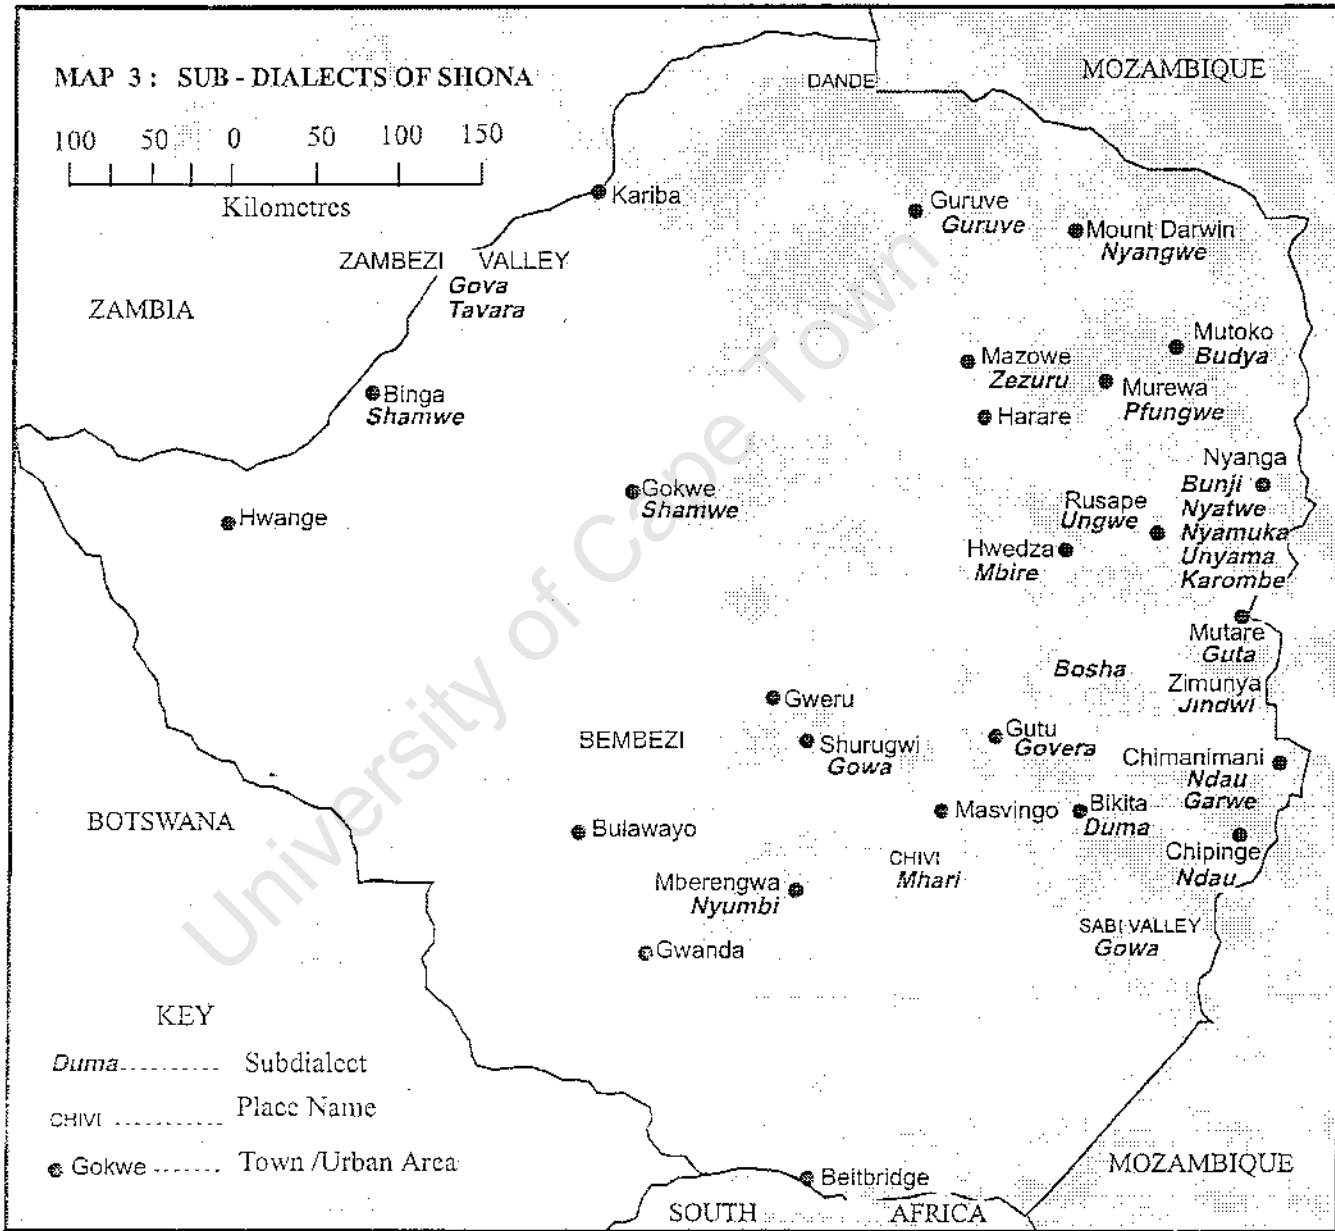 MAP 3 : SUB - DIALECTS OF SHONA
100 50 0 50 100 150
Kilometres
DANDE
MOZAMBIQUE
Kariba
Guruve
Guruve
Mount Darwin
Nyangwe
ZAMBEZI VALLEY
Gova
Tavara
ZAMBIA
Mutoko
Budya
Mazowe
Zezuru
Murewa
Pfungwe
Binga
Shamwe
Harare
Nyanga
Bunji
Nyatwe
Nyamuka
Unyama
Karombe
Gokwe
Shamwe
Rusape
Ungwe
Hwange
Hwedza
Mbire
Mutare
Guta
Bosha
Zimunya
Jindwi
Gweru
BEMBEZI
Shurugwi
Gowa
Gutu
Govera
Chimanimani
Ndau
Garwe
BOTSWANA
Bulawayo
Masvingo
Bikita
Duma
Chipinge
Ndau
CHIVI
Mhari
Mberengwa
Nyumbi
SABI VALLEY
Gowa
Gwanda
KEY
Duma .......... Subdialect
CHIVI .......... Place Name
Gokwe ....... Town /Urban Area
Beitbridge
MOZAMBIQUE
SOUTH AFRICA
University of Cape Town